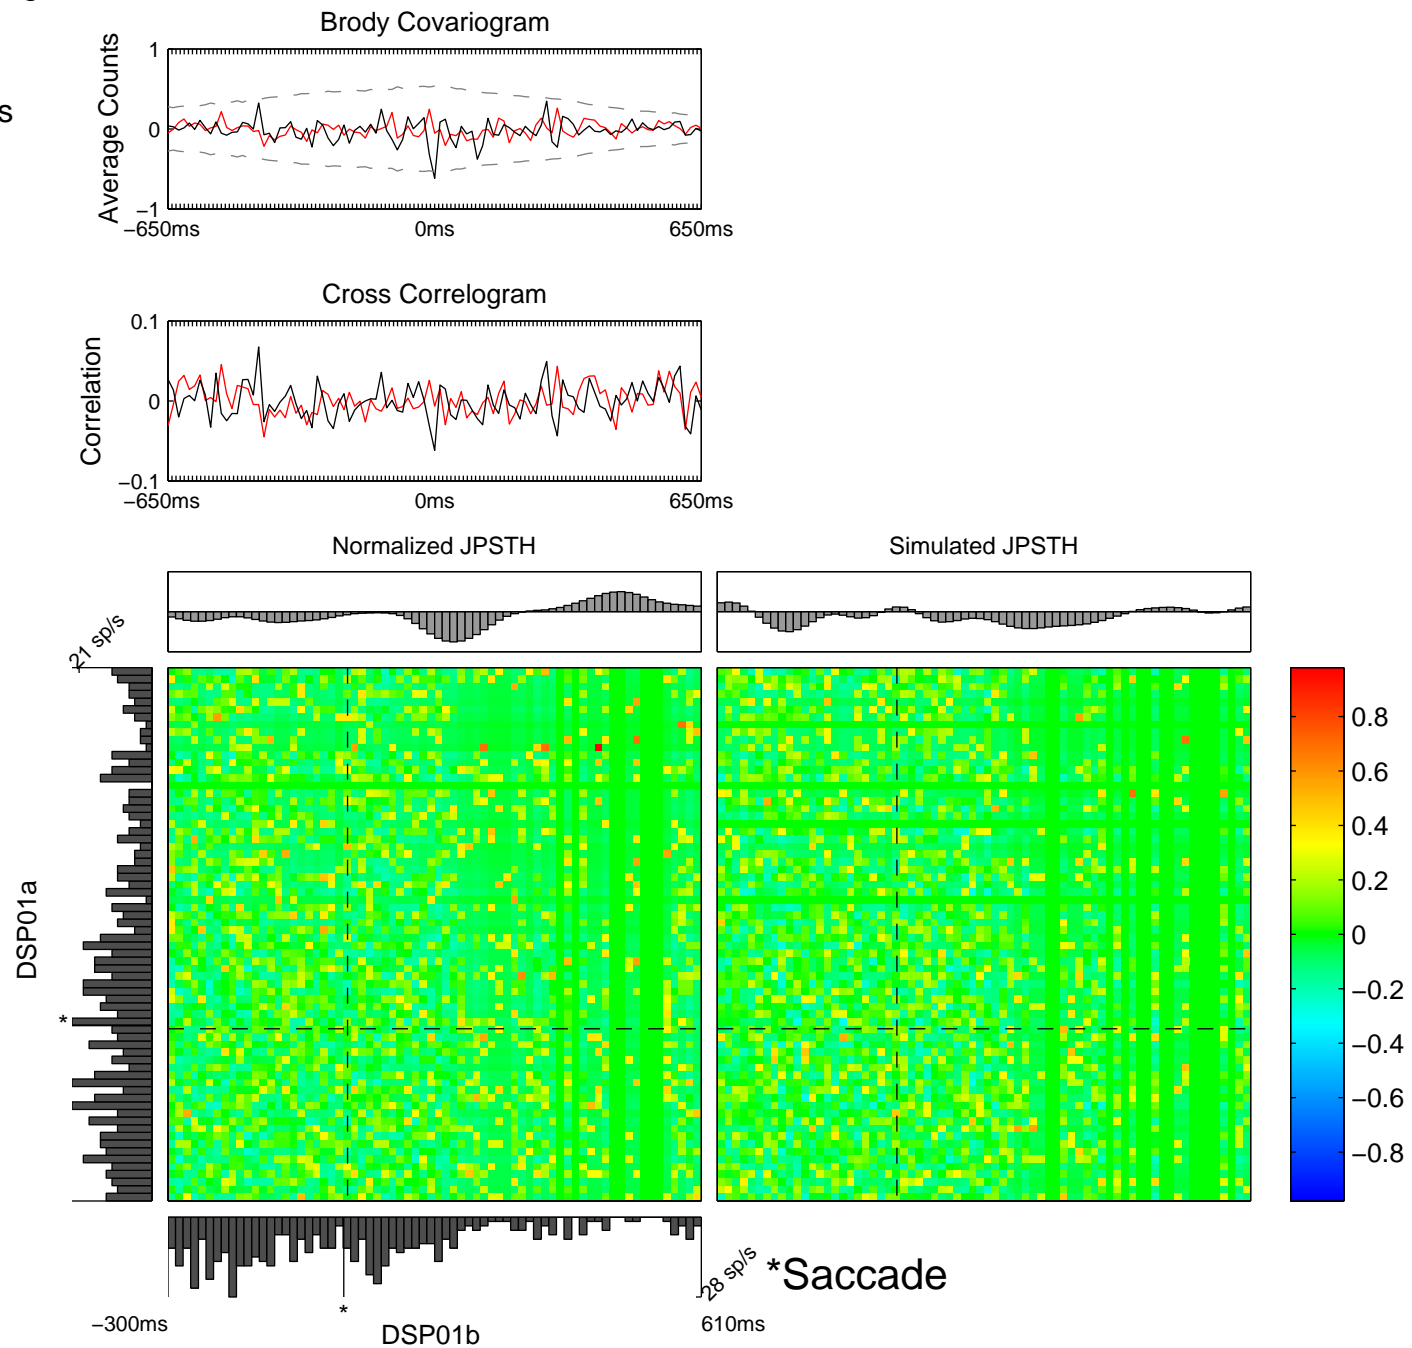 g
Brody Covariogram
s
Average Counts
1
0
−1
−650ms
0ms
650ms
Cross Correlogram
Correlation
0.1
0
−0.1
−650ms
0ms
650ms
Normalized JPSTH
Simulated JPSTH
21 sp/s
DSP01a
*
0.8
0.6
0.4
0.2
0
−0.2
−0.4
−0.6
−0.8
28 sp/s
*Saccade
*
−300ms
DSP01b
610ms